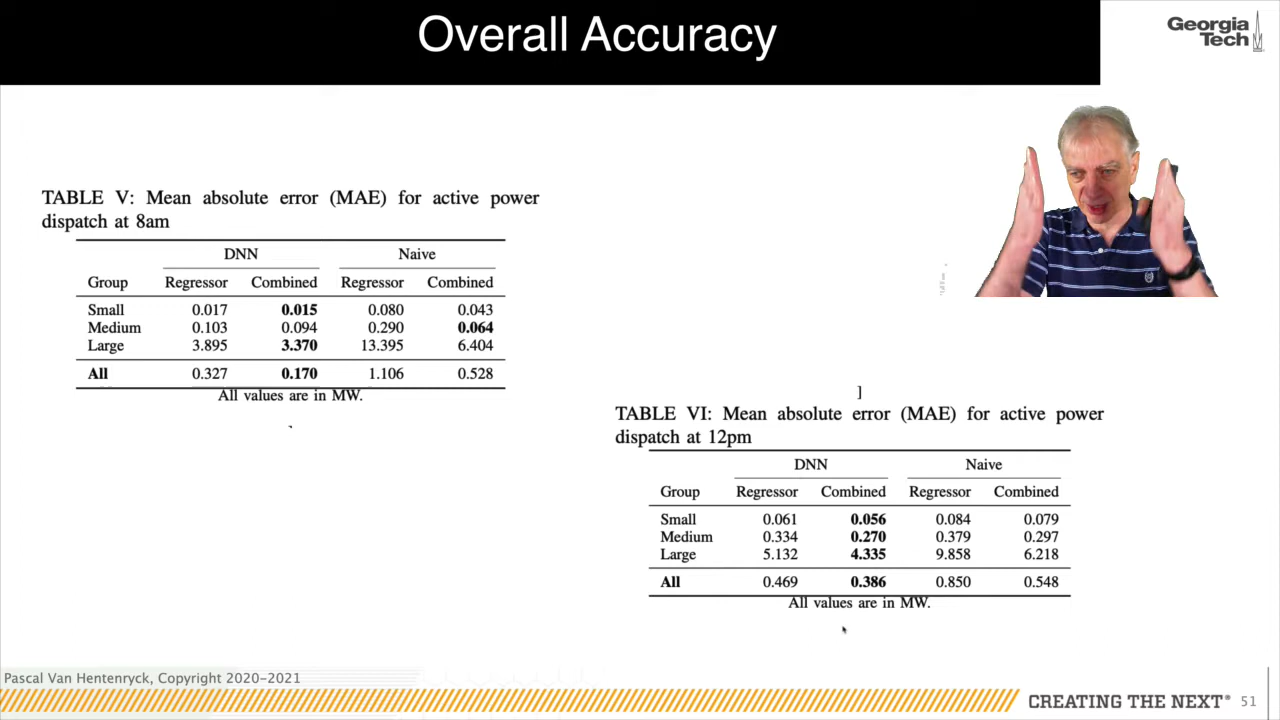 Overall Accuracy
Georgia
Tech
TABLE V: Mean absolute error (MAE) for active power
dispatch at 8am
DNN Naive
Group Regressor Combined Regressor Combined
Small 0.017 0.015 0.080 0.043
Medium 0.103 0.094 0.290 0.064
Large 3.895 3.370 13.395 6.404
All 0.327 0.170 1.106 0.528
All values are in MW.
]
TABLE VI: Mean absolute error (MAE) for active power
dispatch at 12pm
DNN Naive
Group Regressor Combined Regressor Combined
Small 0.061 0.056 0.084 0.079
Medium 0.334 0.270 0.379 0.297
Large 5.132 4.335 9.858 6.218
All 0.469 0.386 0.850 0.548
All values are in MW.
Pascal Van Hentenryck, Copyright 2020-2021
CREATING THE NEXT® 51